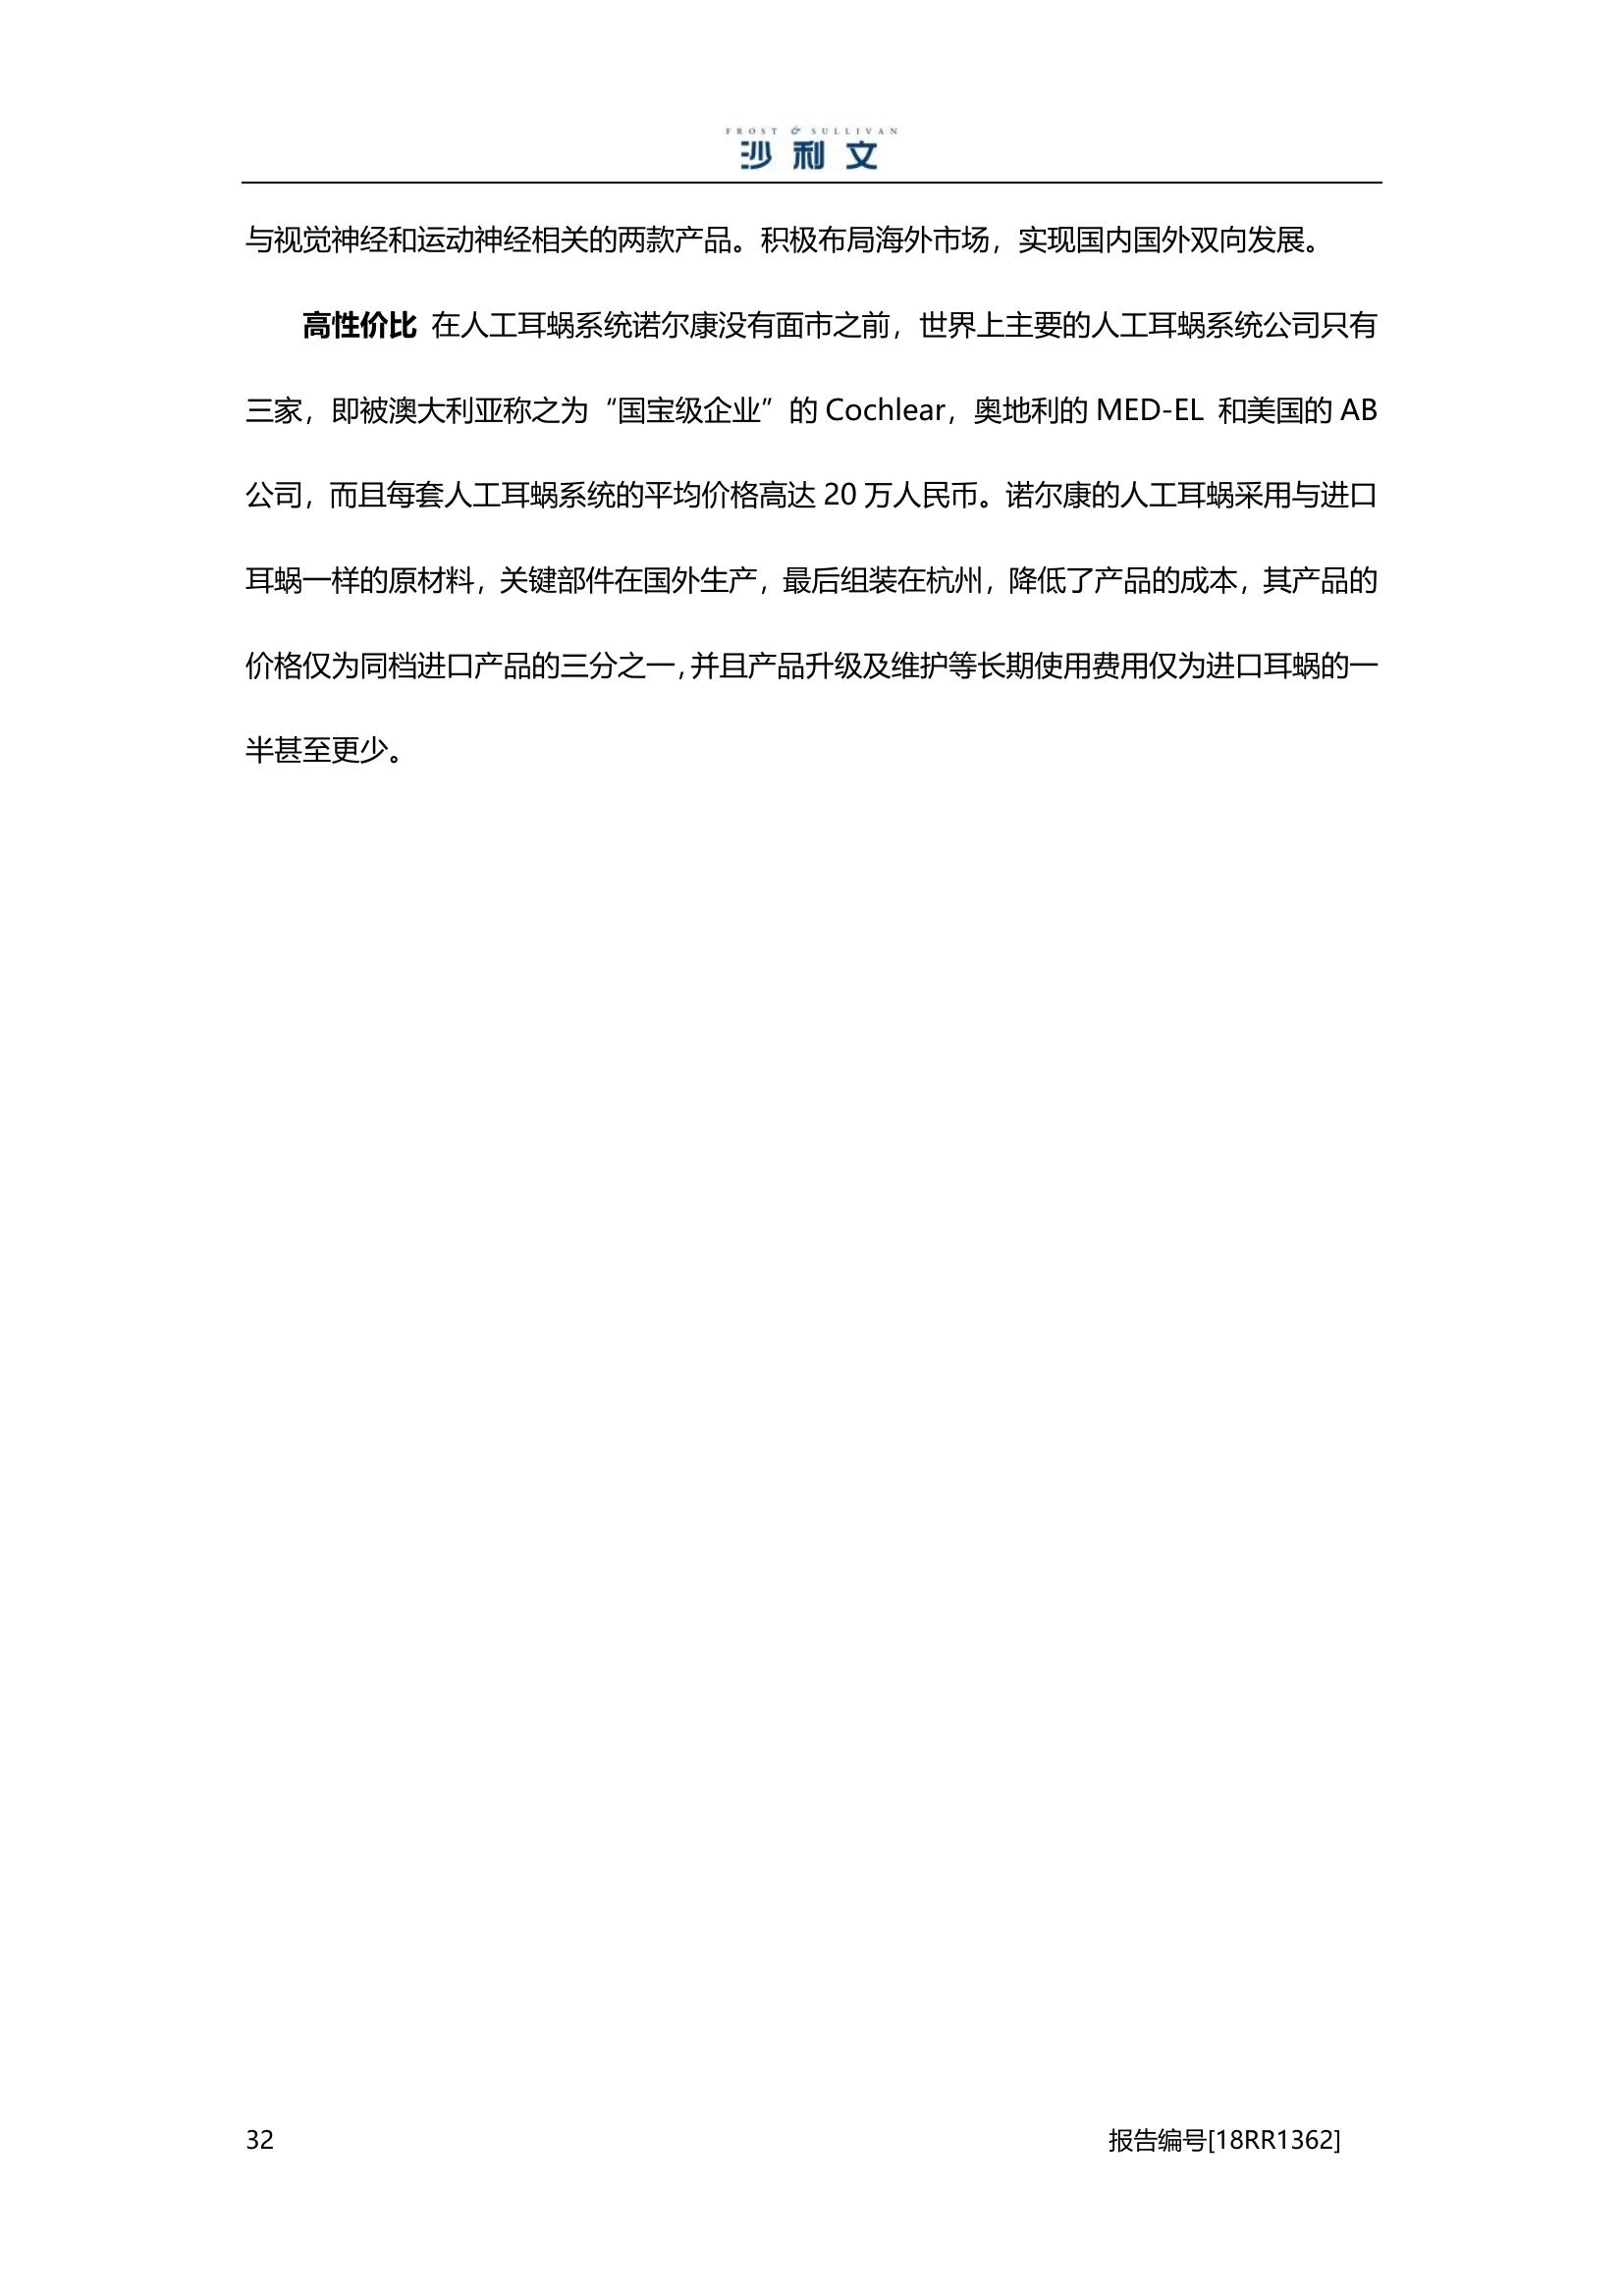 FROST & SULLIVAN
沙利文
与视觉神经和运动神经相关的两款产品。积极布局海外市场，实现国内国外双向发展。
高性价比 在人工耳蜗系统诺尔康没有面市之前，世界上主要的人工耳蜗系统公司只有
三家，即被澳大利亚称之为“国宝级企业”的 Cochlear，奥地利的 MED-EL 和美国的 AB
公司，而且每套人工耳蜗系统的平均价格高达 20 万人民币。诺尔康的人工耳蜗采用与进口
耳蜗一样的原材料，关键部件在国外生产，最后组装在杭州，降低了产品的成本，其产品的
价格仅为同档进口产品的三分之一，并且产品升级及维护等长期使用费用仅为进口耳蜗的一
半甚至更少。
32 报告编号[18RR1362]